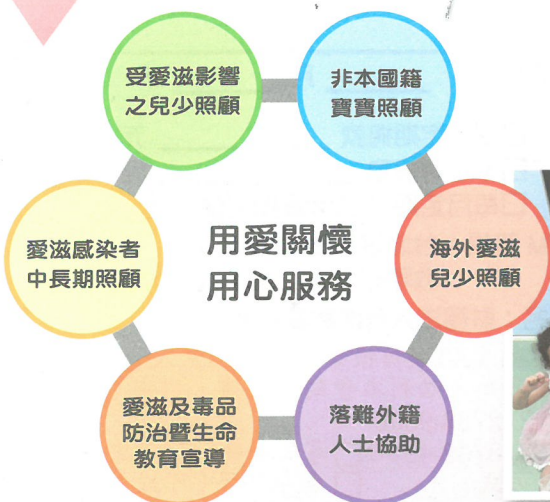 受愛滋影響
之兒少照顧
非本國籍
寶寶照顧
愛滋感染者
中長期照顧
用愛關懷
用心服務
海外愛滋
兒少照顧
愛滋及毒品
防治暨生命
教育宣導
落難外籍
人士協助